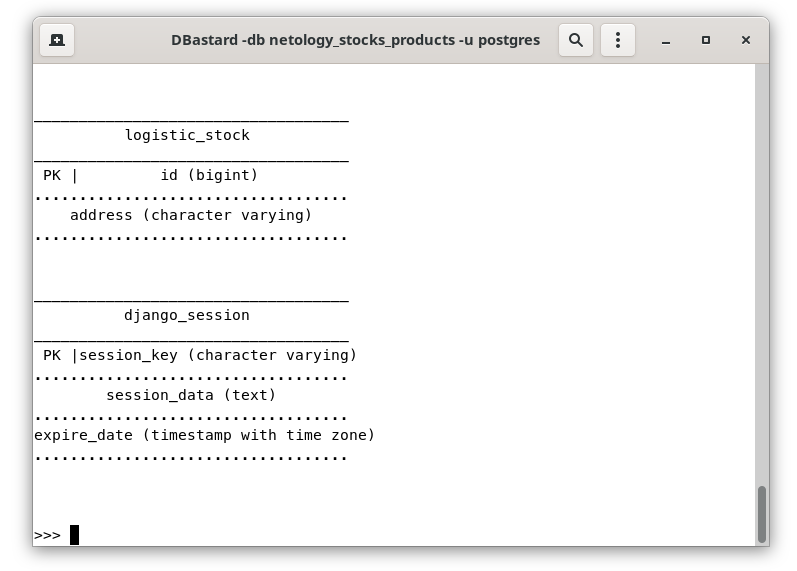 DBastard -db netology_stocks_products -u postgres
___________________________________
logistic_stock
___________________________________
PK |         id (bigint)
...................................
address (character varying)
...................................
___________________________________
django_session
___________________________________
PK |session_key (character varying)
...................................
session_data (text)
...................................
expire_date (timestamp with time zone)
...................................
>>>